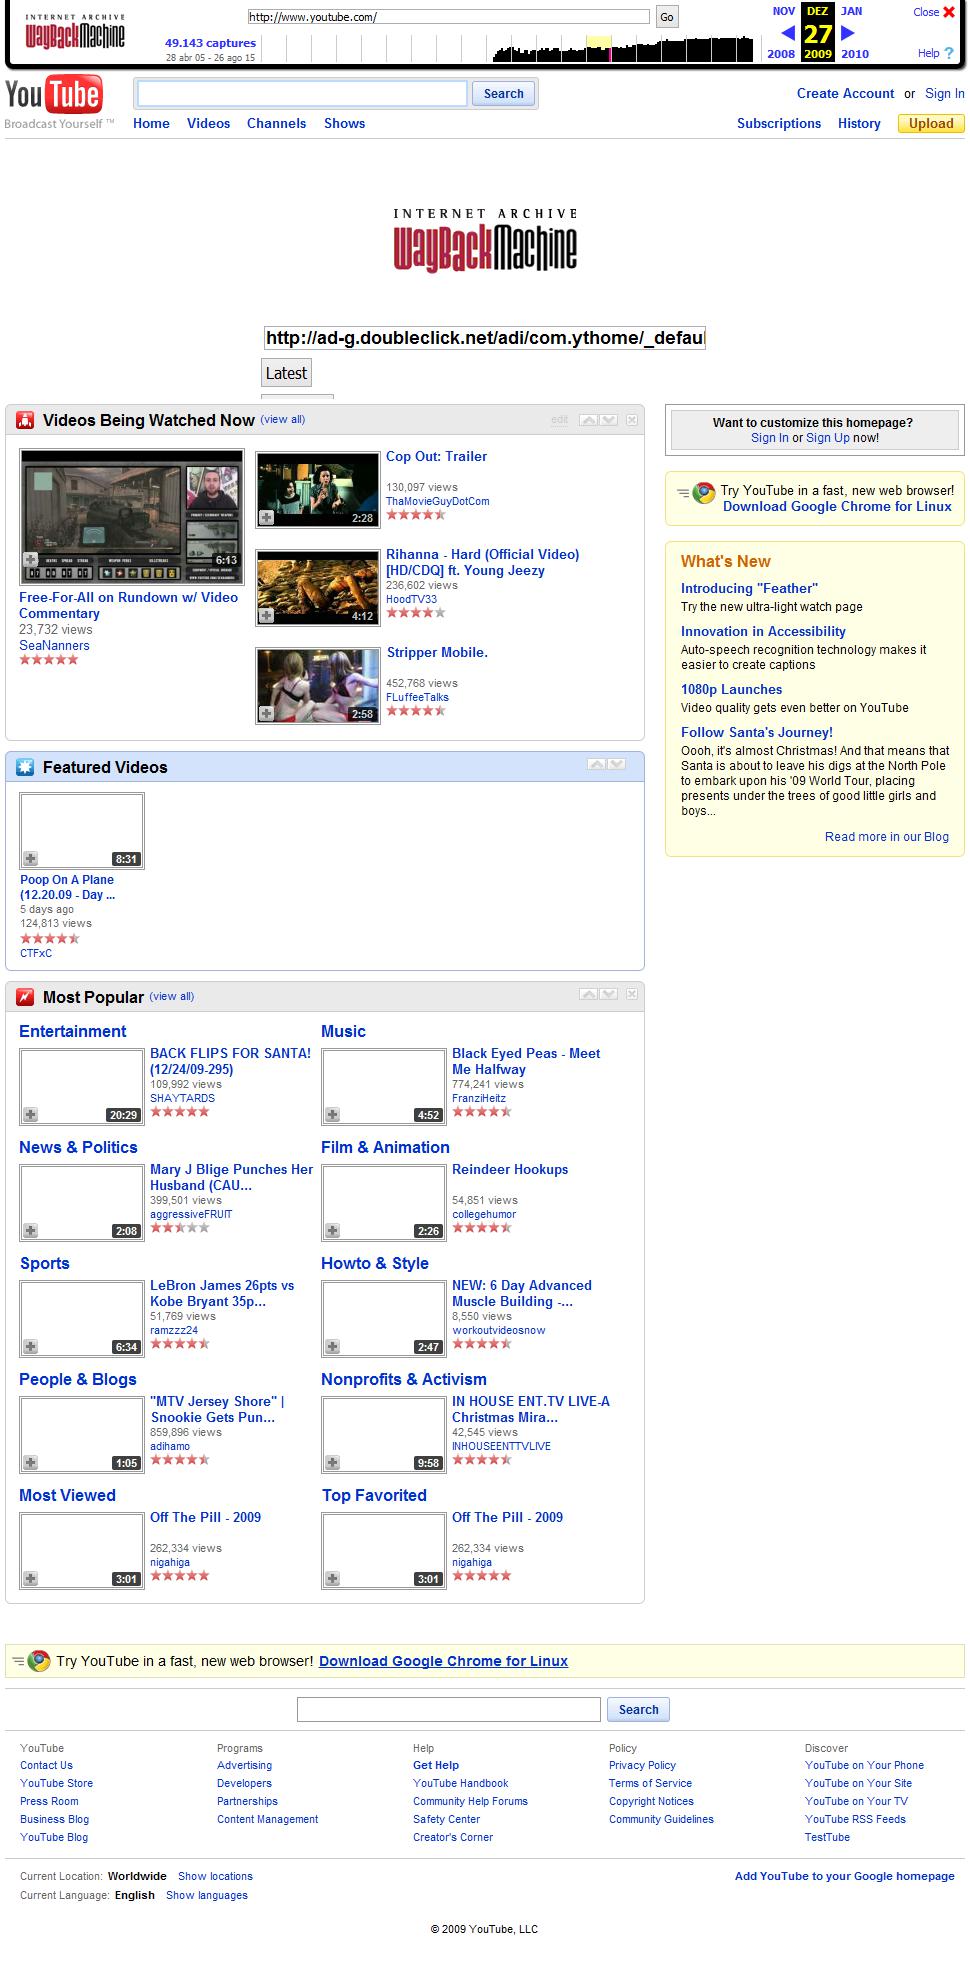 INTERNET ARCHIVE
WayBackMachine
http://www.youtube.com/
Go
49.143 captures
28 abr 05 - 26 ago 15
NOV DEZ JAN
27
2008 2009 2010
Close
Help ?
YouTube
Broadcast Yourself ™
Search
Create Account or Sign In
Home Videos Channels Shows
Subscriptions History Upload
INTERNET ARCHIVE
WayBackMachine
http://ad-g.doubleclick.net/adi/com.ythome/_defaul
Latest
Videos Being Watched Now (view all)
edit
6:13
Free-For-All on Rundown w/ Video
Commentary
23,732 views
SeaNanners
2:28
Cop Out: Trailer
130,097 views
ThaMovieGuyDotCom
4:12
Rihanna - Hard (Official Video)
[HD/CDQ] ft. Young Jeezy
236,602 views
HoodTV33
2:58
Stripper Mobile.
452,768 views
FLuffeeTalks
Want to customize this homepage?
Sign In or Sign Up now!
Try YouTube in a fast, new web browser!
Download Google Chrome for Linux
What's New
Introducing "Feather"
Try the new ultra-light watch page
Innovation in Accessibility
Auto-speech recognition technology makes it
easier to create captions
1080p Launches
Video quality gets even better on YouTube
Follow Santa's Journey!
Oooh, it's almost Christmas! And that means that
Santa is about to leave his digs at the North Pole
to embark upon his '09 World Tour, placing
presents under the trees of good little girls and
boys...
Read more in our Blog
Featured Videos
8:31
Poop On A Plane
(12.20.09 - Day ...
5 days ago
124,813 views
CTFxC
Most Popular (view all)
Entertainment
20:29
BACK FLIPS FOR SANTA!
(12/24/09-295)
109,992 views
SHAYTARDS
Music
4:52
Black Eyed Peas - Meet
Me Halfway
774,241 views
FranziHeitz
News & Politics
2:08
Mary J Blige Punches Her
Husband (CAU...
399,501 views
aggressiveFRUIT
Film & Animation
2:26
Reindeer Hookups
54,851 views
collegehumor
Sports
6:34
LeBron James 26pts vs
Kobe Bryant 35p...
51,769 views
ramzzz24
Howto & Style
2:47
NEW: 6 Day Advanced
Muscle Building -...
8,550 views
workoutvideosnow
People & Blogs
1:05
"MTV Jersey Shore" |
Snookie Gets Pun...
859,896 views
adihamo
Nonprofits & Activism
9:58
IN HOUSE ENT.TV LIVE-A
Christmas Mira...
42,545 views
INHOUSEENTTVLIVE
Most Viewed
3:01
Off The Pill - 2009
262,334 views
nigahiga
Top Favorited
3:01
Off The Pill - 2009
262,334 views
nigahiga
Try YouTube in a fast, new web browser! Download Google Chrome for Linux
Search
YouTube
Contact Us
YouTube Store
Press Room
Business Blog
YouTube Blog
Programs
Advertising
Developers
Partnerships
Content Management
Help
Get Help
YouTube Handbook
Community Help Forums
Safety Center
Creator's Corner
Policy
Privacy Policy
Terms of Service
Copyright Notices
Community Guidelines
Discover
YouTube on Your Phone
YouTube on Your Site
YouTube on Your TV
YouTube RSS Feeds
TestTube
Current Location: Worldwide Show locations
Add YouTube to your Google homepage
Current Language: English Show languages
© 2009 YouTube, LLC